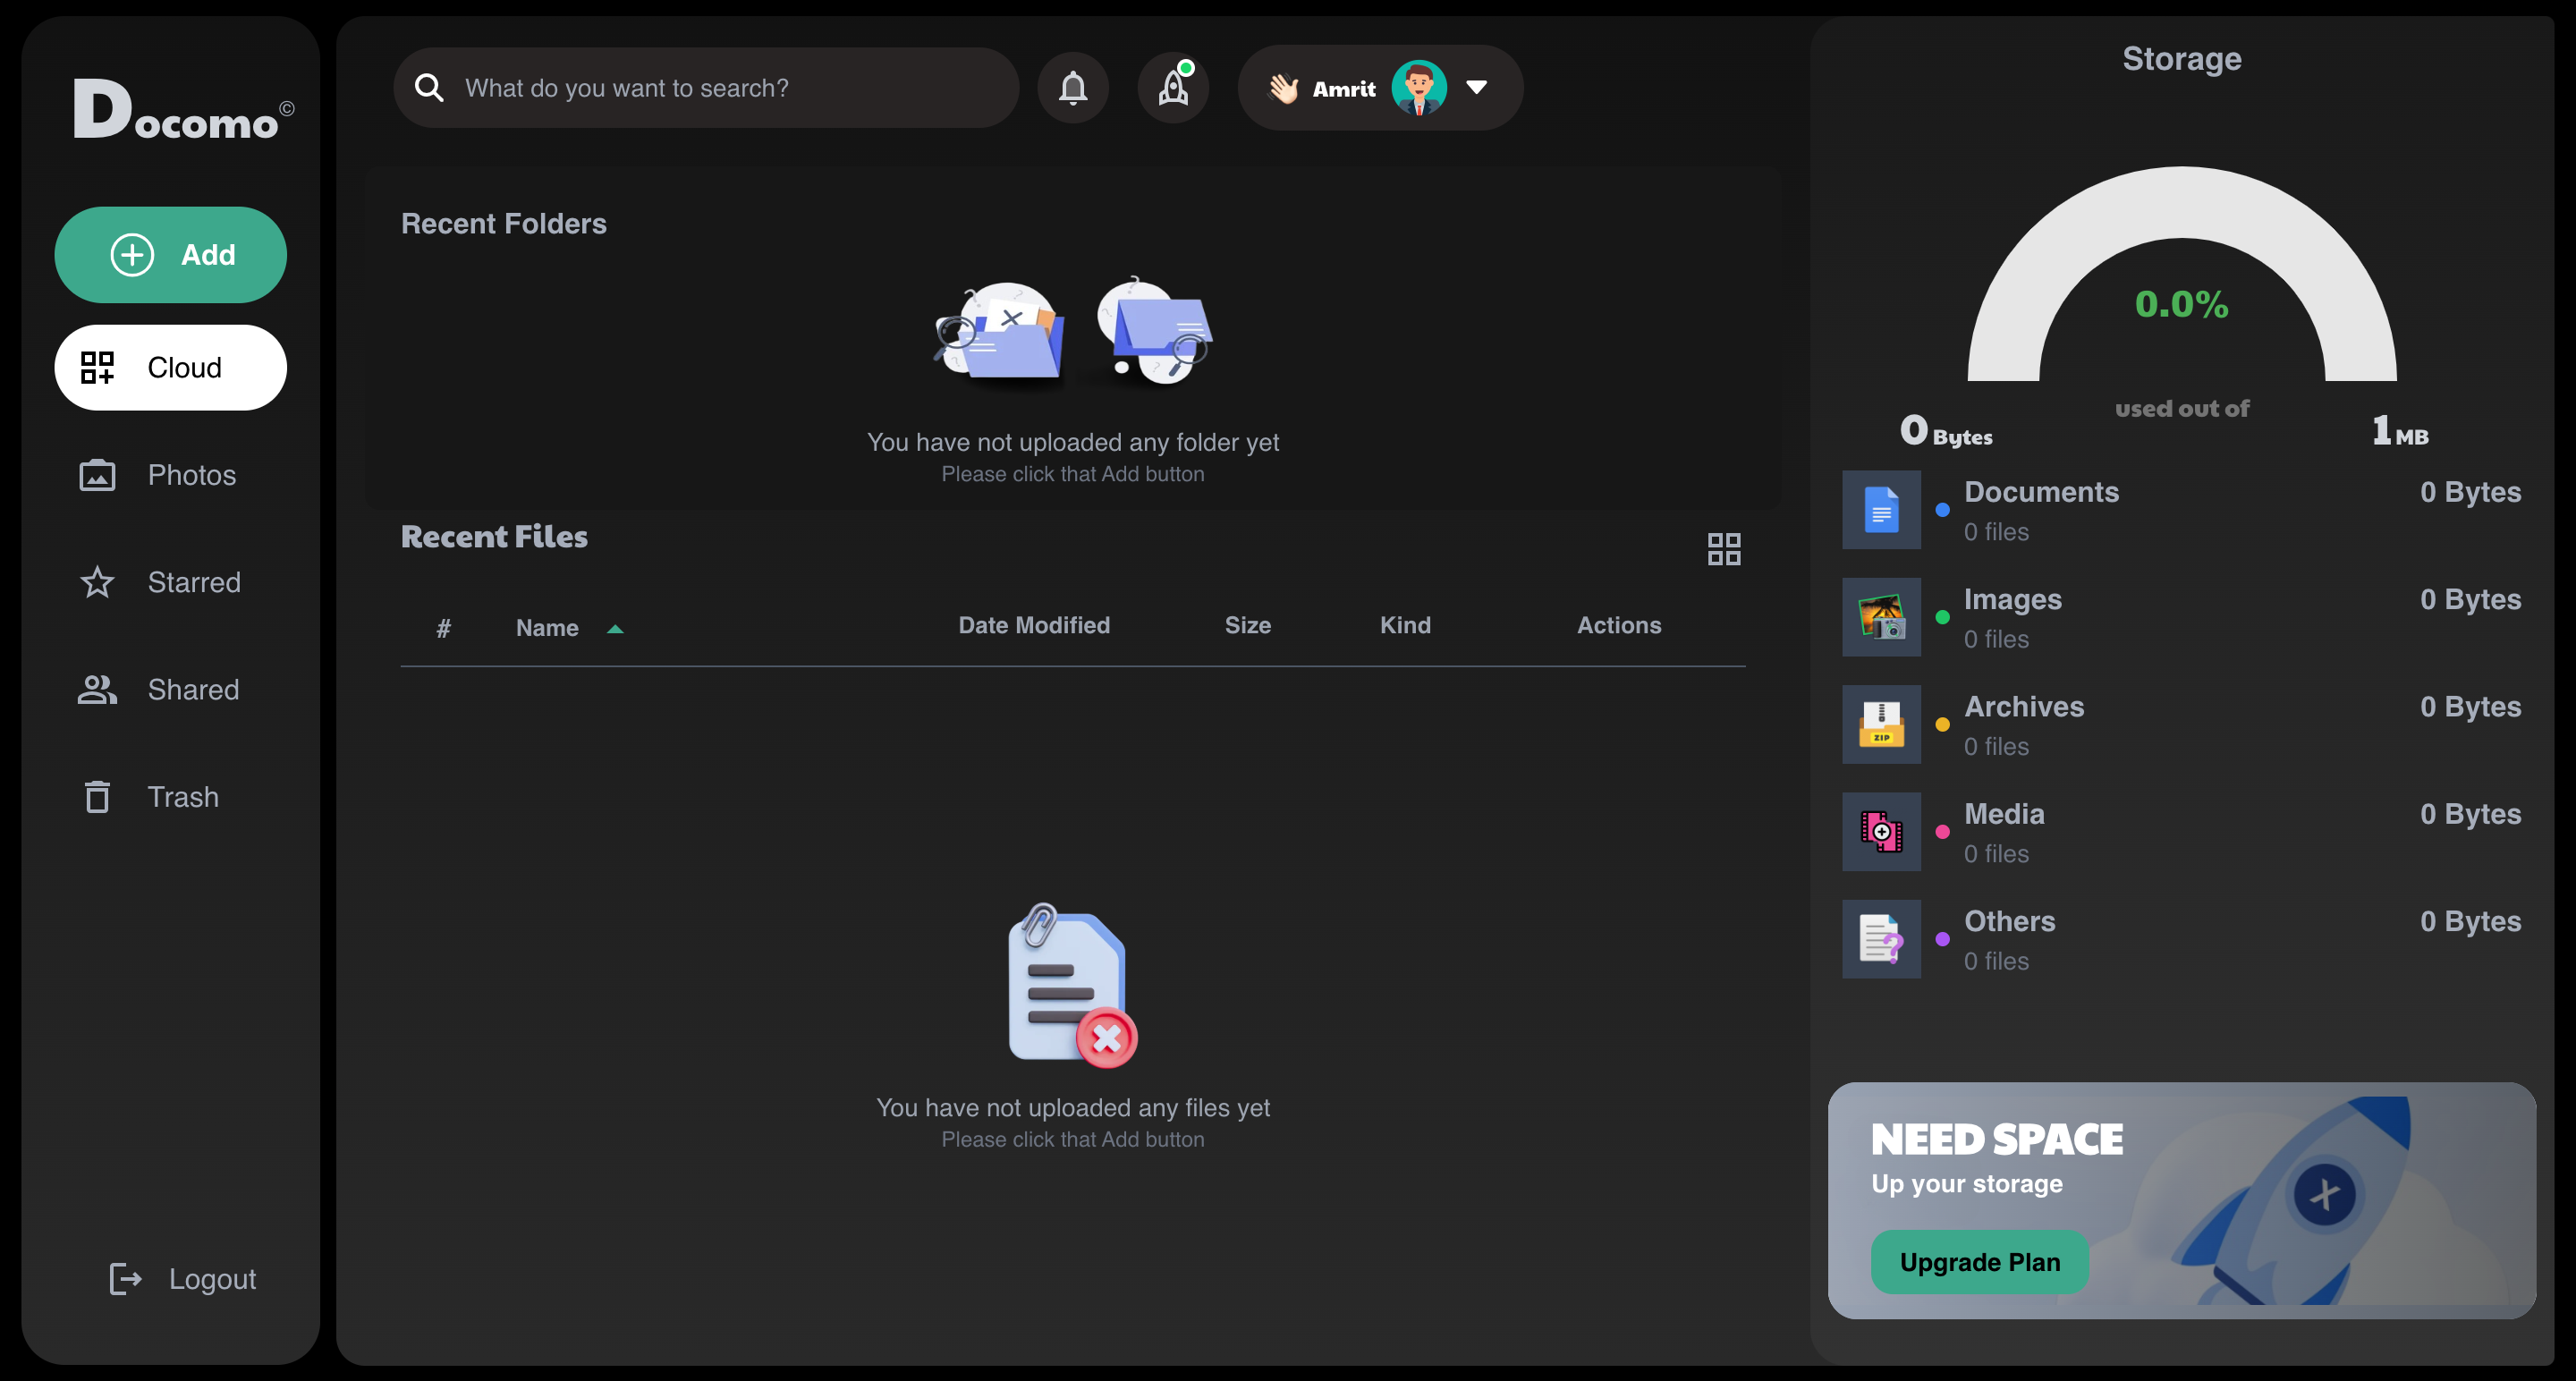 Docomo©
Add
Cloud
Photos
Starred
Shared
Trash
Logout
What do you want to search?
👋🏻 Amrit
Recent Folders
You have not uploaded any folder yet
Please click that Add button
Recent Files
# Name Date Modified Size Kind Actions
You have not uploaded any files yet
Please click that Add button
Storage
0.0%
used out of
0 Bytes 1 MB
Documents 0 Bytes
0 files
Images 0 Bytes
0 files
Archives 0 Bytes
0 files
ZIP
Media 0 Bytes
0 files
Others 0 Bytes
0 files
NEED SPACE
Up your storage
Upgrade Plan